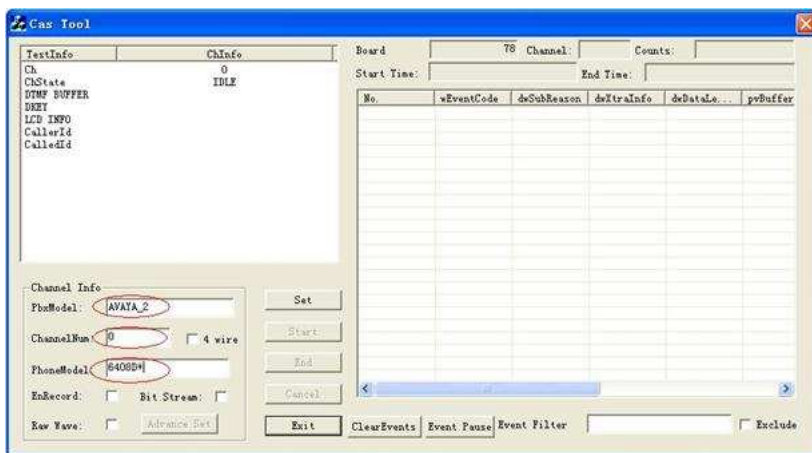 Cas Tool
TestInfo ChInfo
Ch 0
ChState IDLE
DTMF BUFFER
DKEY
LCD INFO
CallerId
CalledId
Board 78 Channel: Counts:
Start Time: End Time:
No. wEventCode dwSubReason dwXtraInfo dwDataLe... pvBuffer
Channel Info
PbxModel: AVAYA_2
ChannelNum: 0 4 wire
PhoneModel 6408D+
EnRecord: Bit Stream:
Raw Wave: Advance Set
Set
Start
End
Cancel
Exit
ClearEvents Event Pause Event Filter Exclude